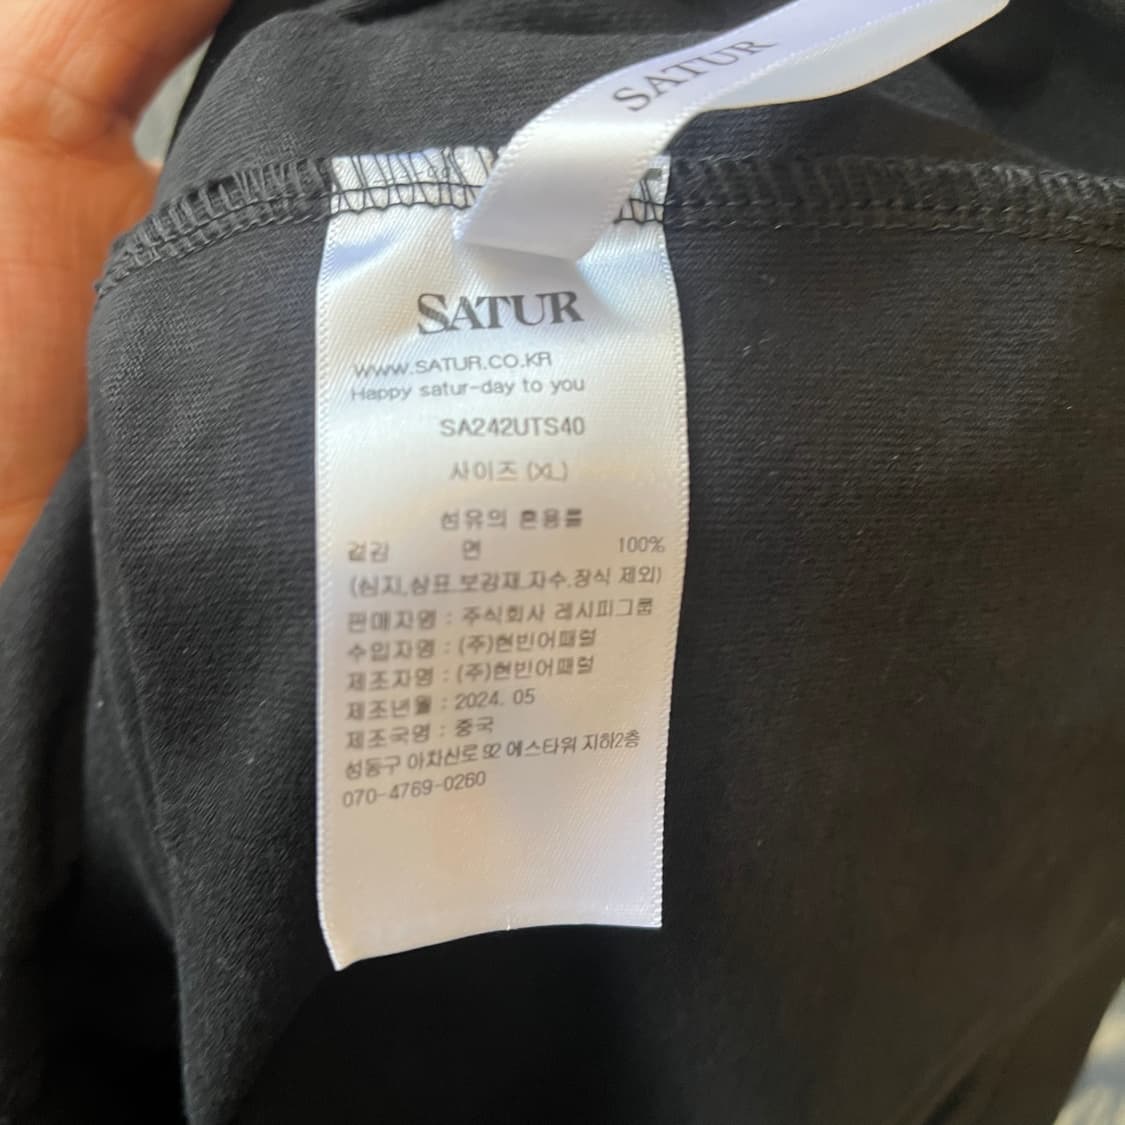 SATUR
SATUR
WWW.SATUR.CO.KR
Happy satur-day to you
SA242UTS40
사이즈 (XL)
섬유의 혼용률
겉감 면 100%
(심지,상표.보강재.자수.장식 제외)
판매자명 : 주식회사 레시피그룹
수입자명 : (주)현빈어패럴
제조자명 : (주)현빈어패럴
제조년월 : 2024. 05
제조국명 : 중국
성동구 아차산로 92 에스타워 지하2층
070-4769-0260